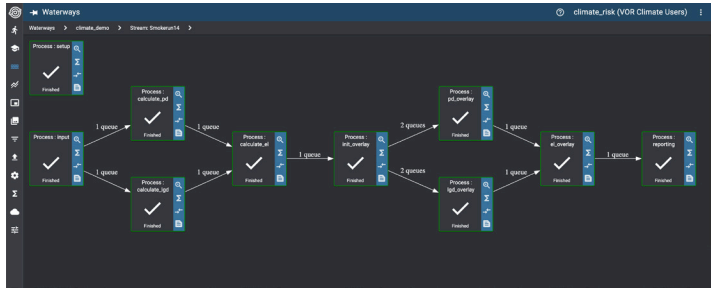 Waterways
climate_risk (VOR Climate Users)
Waterways > climate_demo > Stream: Smokerun14 >
Process : setup
Finished
Process : input
Finished
1 queue
1 queue
Process :
calculate_pd
Finished
Process :
calculate_lgd
Finished
1 queue
1 queue
Process :
calculate_el
Finished
1 queue
Process :
init_overlay
Finished
2 queues
2 queues
Process :
pd_overlay
Finished
Process :
lgd_overlay
Finished
1 queue
1 queue
Process :
el_overlay
Finished
1 queue
Process :
reporting
Finished